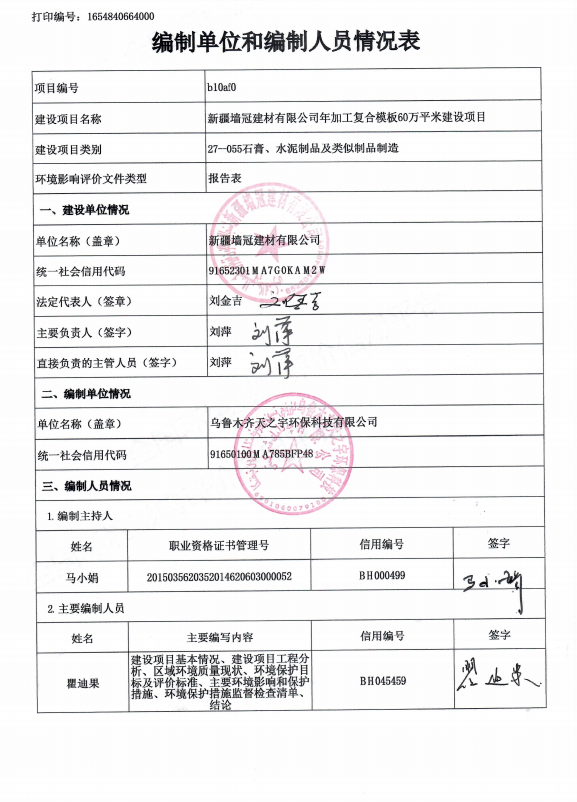 打印编号：1654840664000
编制单位和编制人员情况表
项目编号 b10af0
建设项目名称 新疆墙冠建材有限公司年加工复合模板60万平米建设项目
建设项目类别 27--055石膏、水泥制品及类似制品制造
环境影响评价文件类型 报告表
一、建设单位情况
单位名称（盖章） 新疆墙冠建材有限公司
统一社会信用代码 91652301MA7G0KAM2W
法定代表人（签章） 刘金吉
主要负责人（签字） 刘萍 刘萍
直接负责的主管人员（签字） 刘萍 刘萍
二、编制单位情况
单位名称（盖章） 乌鲁木齐天之宇环保科技有限公司
统一社会信用代码 91650100MA785BFP48
三、编制人员情况
1.编制主持人
姓名 职业资格证书管理号 信用编号 签字
马小娟 2015035620352014620603000052 BH000499 马小娟
2.主要编制人员
姓名 主要编写内容 信用编号 签字
瞿迪果 建设项目基本情况、建设项目工程分
析、区域环境质量现状、环境保护目
标及评价标准、主要环境影响和保护
措施、环境保护措施监督检查清单、
结论 BH045459 瞿迪果